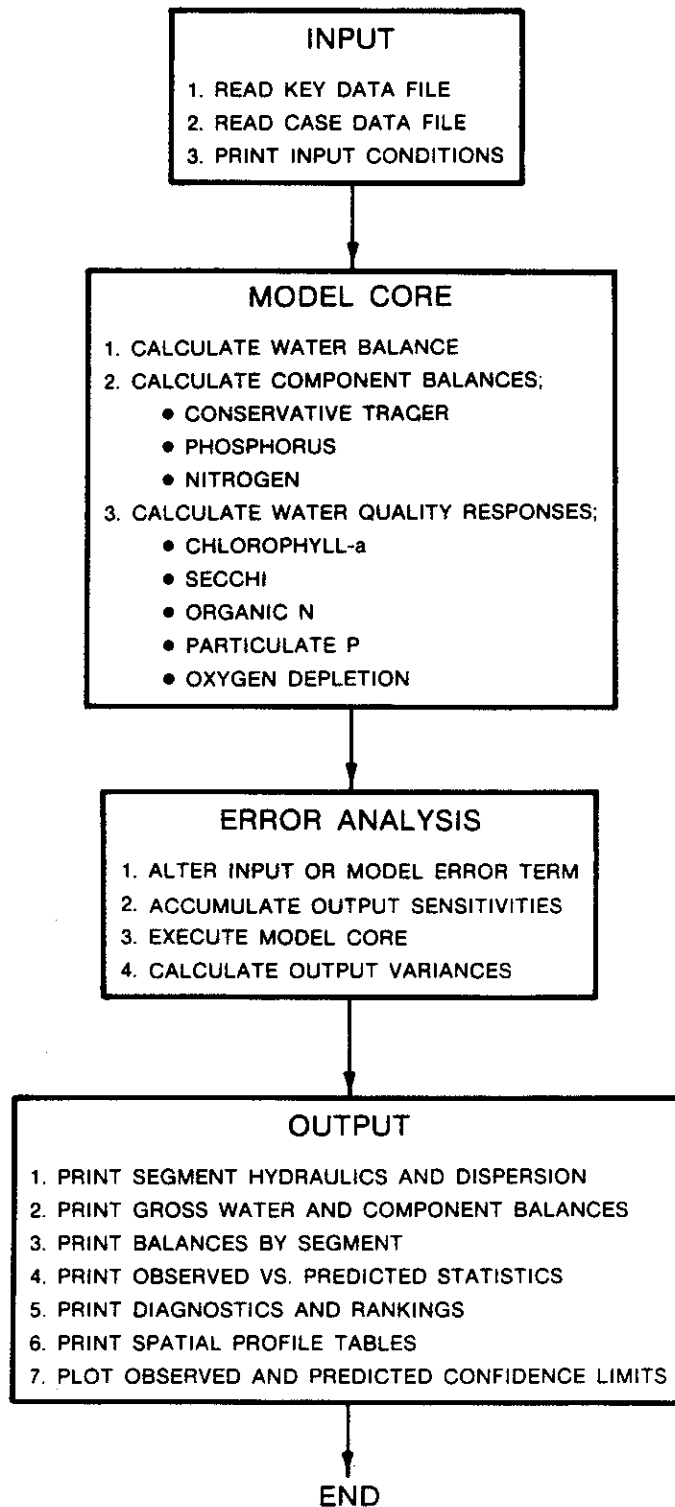 INPUT
1. READ KEY DATA FILE
2. READ CASE DATA FILE
3. PRINT INPUT CONDITIONS
MODEL CORE
1. CALCULATE WATER BALANCE
2. CALCULATE COMPONENT BALANCES;
• CONSERVATIVE TRACER
• PHOSPHORUS
• NITROGEN
3. CALCULATE WATER QUALITY RESPONSES;
• CHLOROPHYLL-a
• SECCHI
• ORGANIC N
• PARTICULATE P
• OXYGEN DEPLETION
ERROR ANALYSIS
1. ALTER INPUT OR MODEL ERROR TERM
2. ACCUMULATE OUTPUT SENSITIVITIES
3. EXECUTE MODEL CORE
4. CALCULATE OUTPUT VARIANCES
OUTPUT
1. PRINT SEGMENT HYDRAULICS AND DISPERSION
2. PRINT GROSS WATER AND COMPONENT BALANCES
3. PRINT BALANCES BY SEGMENT
4. PRINT OBSERVED VS. PREDICTED STATISTICS
5. PRINT DIAGNOSTICS AND RANKINGS
6. PRINT SPATIAL PROFILE TABLES
7. PLOT OBSERVED AND PREDICTED CONFIDENCE LIMITS
END